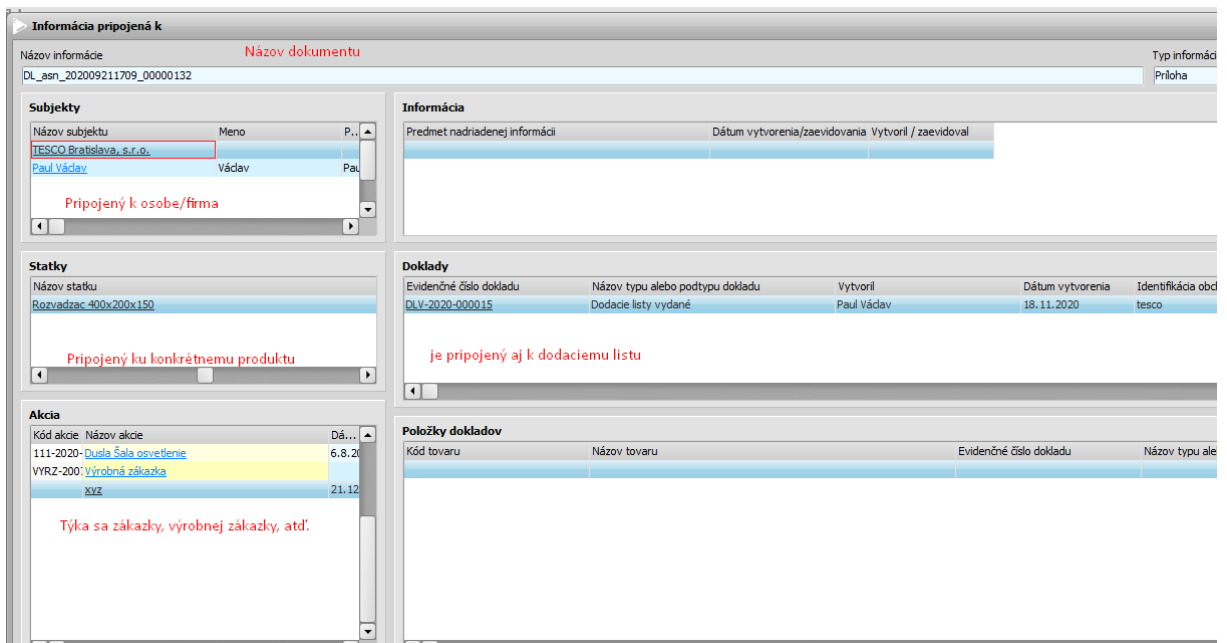 Informácia pripojená k
Názov informácie
Názov dokumentu
Typ informáci
DL_asn_202009211709_00000132
Príloha
Subjekty
Názov subjektu Meno P..
TESCO Bratislava, s.r.o.
Paul Václav Václav Pau
Pripojený k osobe/firma
Informácia
Predmet nadriadenej informácii Dátum vytvorenia/zaevidovania Vytvoril / zaevidoval
Statky
Názov statku
Rozvadzac 400x200x150
Pripojený ku konkrétnemu produktu
Doklady
Evidenčné číslo dokladu Názov typu alebo podtypu dokladu Vytvoril Dátum vytvorenia Identifikácia obch
DLV-2020-000015 Dodacie listy vydané Paul Václav 18.11.2020 tesco
je pripojený aj k dodaciemu listu
Akcia
Kód akcie Názov akcie Dá...
111-2020- Dusla Šala osvetlenie 6.8.20
VYRZ-200: Výrobná zákazka
xyz 21.12
Týka sa zákazky, výrobnej zákazky, atď.
Položky dokladov
Kód tovaru Názov tovaru Evidenčné číslo dokladu Názov typu ale